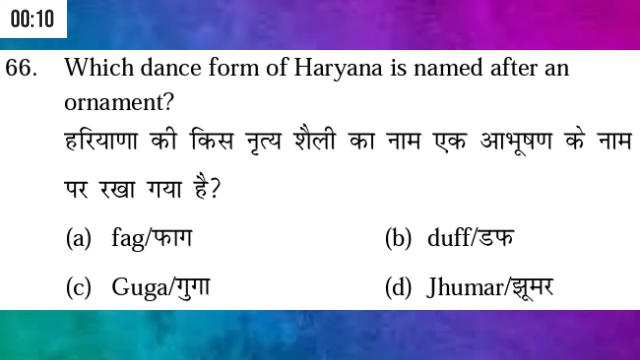 00:10
66. Which dance form of Haryana is named after an
ornament?
हरियाणा की किस नृत्य शैली का नाम एक आभूषण के नाम
पर रखा गया है?
(a) fag/फाग (b) duff/डफ
(c) Guga/गुगा (d) Jhumar/झूमर